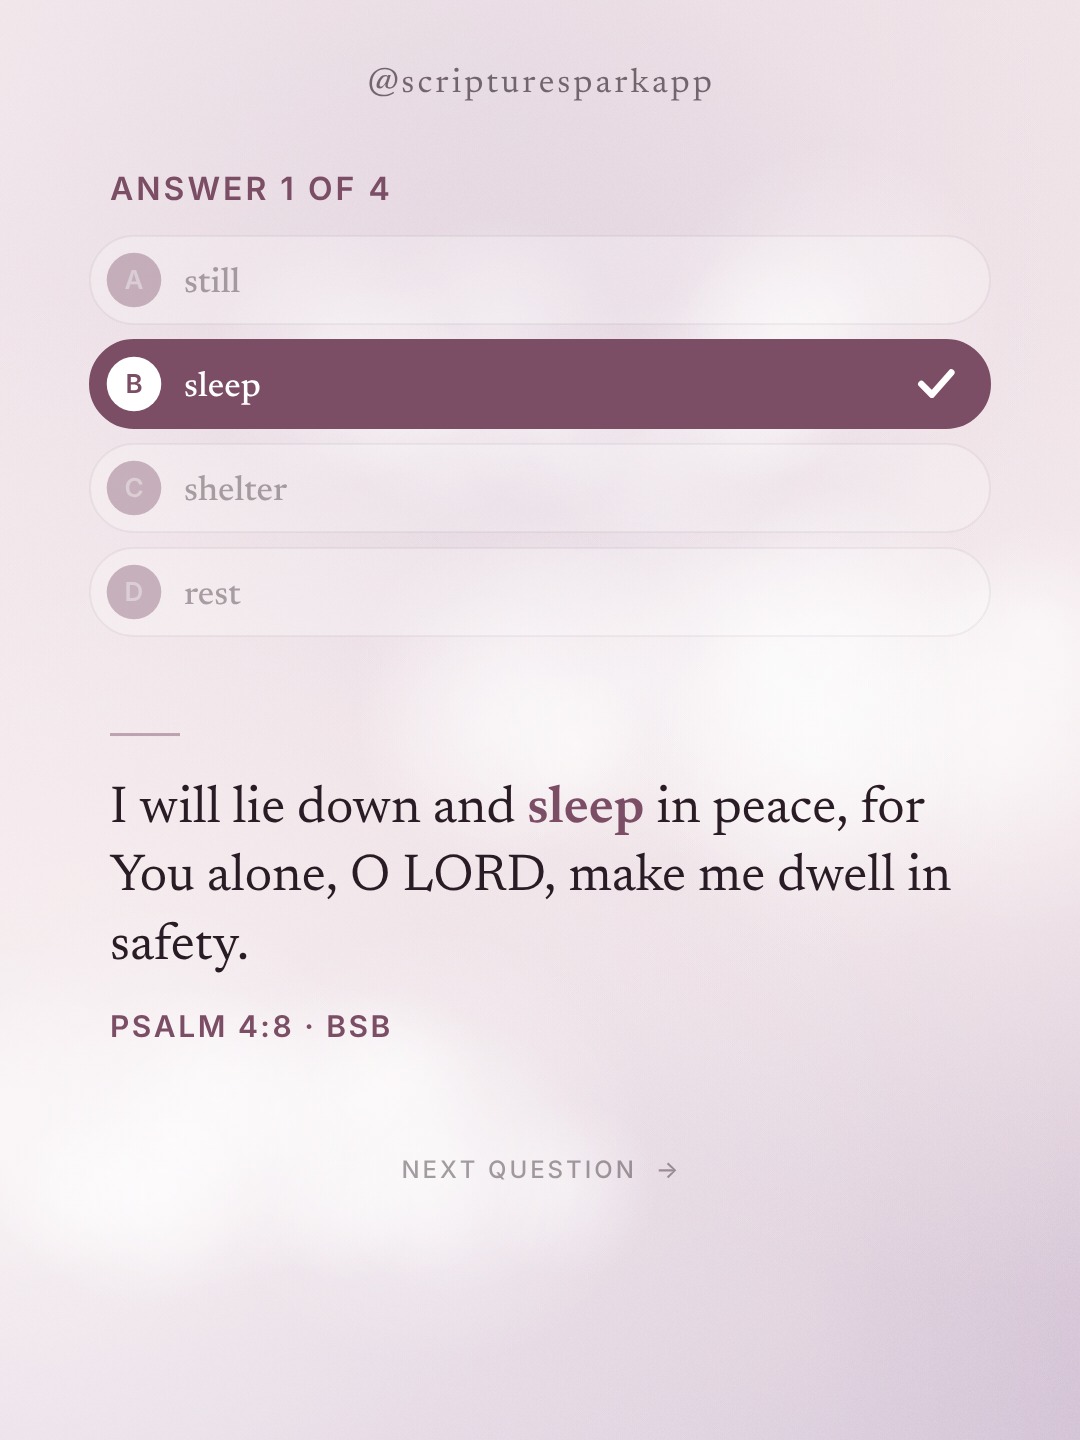 @scripturesparkapp
ANSWER 1 OF 4
A still
B sleep
C shelter
D rest
I will lie down and sleep in peace, for
You alone, O LORD, make me dwell in
safety.
PSALM 4:8 · BSB
NEXT QUESTION →